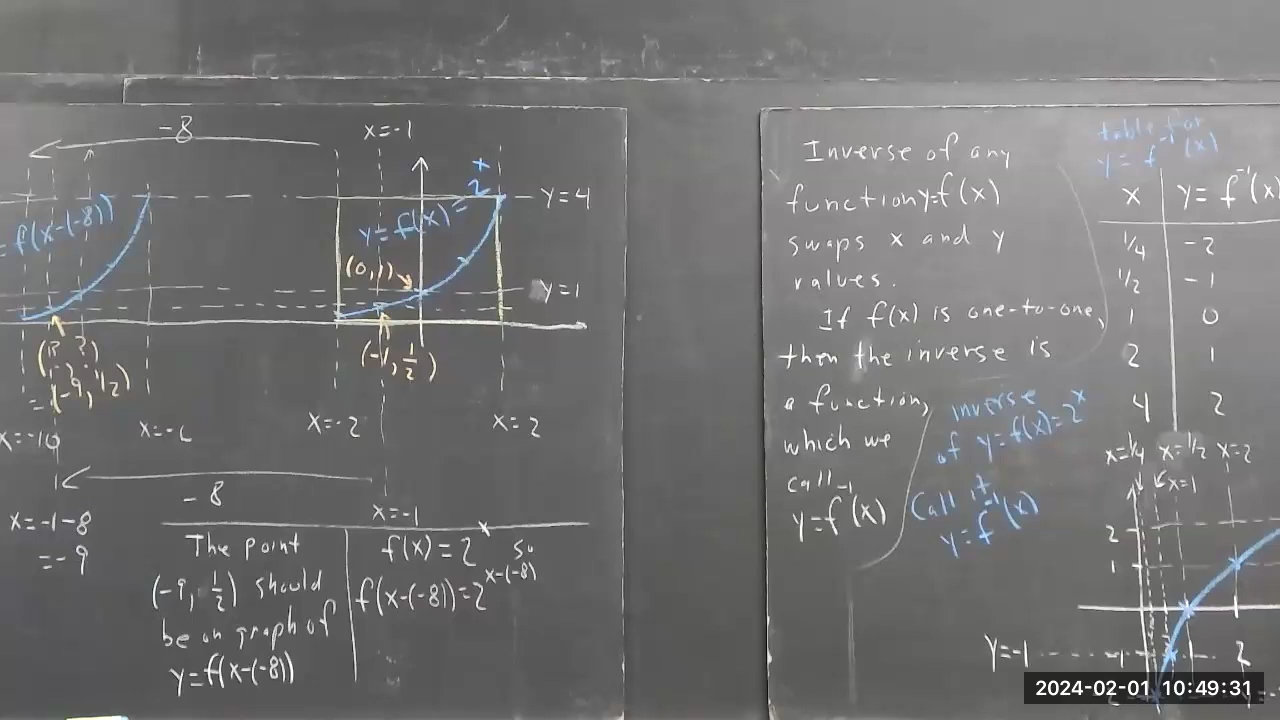 -8
x=-1
y=f(x)=2^x
y=4
= f(x-(-8))
(0,1)
y=1
(?, ?)
= (-9, 1/2)
(-1, 1/2)
x=-10
x=-2
x=2
-8
x=-1
x=-1-8
=-9
The point
(-9, 1/2) should
be on graph of
y=f(x-(-8))
f(x)=2^x so
f(x-(-8))=2^x-(-8)
Inverse of any
function y=f(x)
swaps x and y
values.
If f(x) is one-to-one,
then the inverse is
a function,
which we
call
y=f^-1(x)
inverse
of y=f(x)=2^x
Call it
y=f^-1(x)
table for
y=f^-1(x)
x y=f^-1(x)
1/4 -2
1/2 -1
1 0
2 1
4 2
x=1/4 x=1/2 x=2
x=1
2
1
y=-1 -1 2
2024-02-01 10:49:31